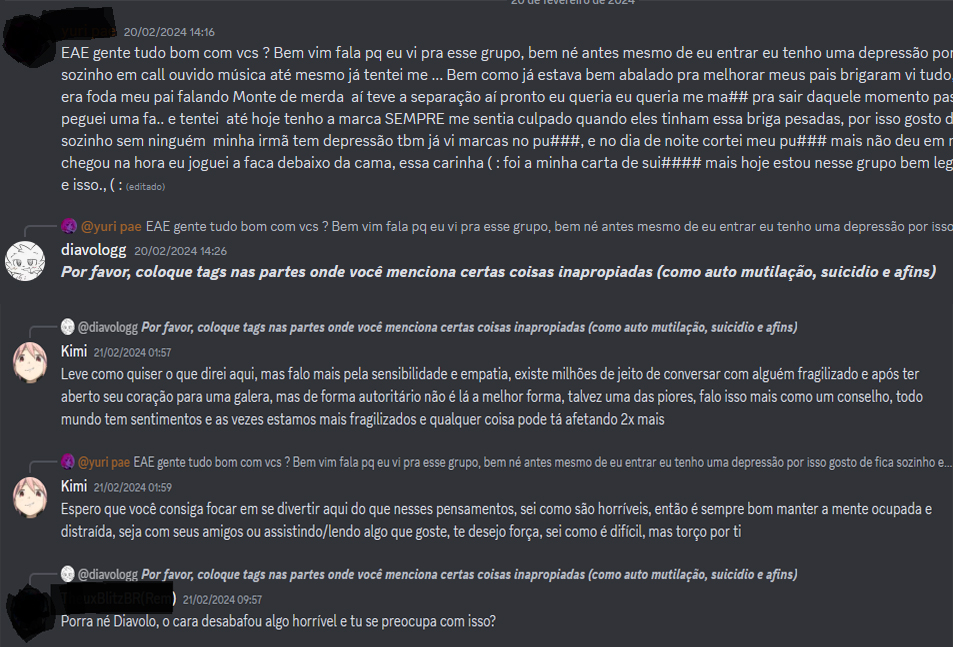 20 de fevereiro de 2024
yuri pae 20/02/2024 14:16
EAE gente tudo bom com vcs ? Bem vim fala pq eu vi pra esse grupo, bem né antes mesmo de eu entrar eu tenho uma depressão por
sozinho em call ouvido música até mesmo já tentei me ... Bem como já estava bem abalado pra melhorar meus pais brigaram vi tudo,
era foda meu pai falando Monte de merda aí teve a separação aí pronto eu queria eu queria me ma## pra sair daquele momento pas
peguei uma fa.. e tentei até hoje tenho a marca SEMPRE me sentia culpado quando eles tinham essa briga pesadas, por isso gosto d
sozinho sem ninguém minha irmã tem depressão tbm já vi marcas no pu###, e no dia de noite cortei meu pu### mais não deu em
chegou na hora eu joguei a faca debaixo da cama, essa carinha ( : foi a minha carta de sui#### mais hoje estou nesse grupo bem leg
e isso., ( : (editado)
@yuri pae EAE gente tudo bom com vcs ? Bem vim fala pq eu vi pra esse grupo, bem né antes mesmo de eu entrar eu tenho uma depressão por isso
diavologg 20/02/2024 14:26
Por favor, coloque tags nas partes onde você menciona certas coisas inapropiadas (como auto mutilação, suicidio e afins)
@diavologg Por favor, coloque tags nas partes onde você menciona certas coisas inapropiadas (como auto mutilação, suicidio e afins)
Kimi 21/02/2024 01:57
Leve como quiser o que direi aqui, mas falo mais pela sensibilidade e empatia, existe milhões de jeito de conversar com alguém fragilizado e após ter
aberto seu coração para uma galera, mas de forma autoritário não é lá a melhor forma, talvez uma das piores, falo isso mais como um conselho, todo
mundo tem sentimentos e as vezes estamos mais fragilizados e qualquer coisa pode tá afetando 2x mais
@yuri pae EAE gente tudo bom com vcs ? Bem vim fala pq eu vi pra esse grupo, bem né antes mesmo de eu entrar eu tenho uma depressão por isso gosto de fica sozinho e...
Kimi 21/02/2024 01:59
Espero que você consiga focar em se divertir aqui do que nesses pensamentos, sei como são horríveis, então é sempre bom manter a mente ocupada e
distraída, seja com seus amigos ou assistindo/lendo algo que goste, te desejo força, sei como é difícil, mas torço por ti
@diavologg Por favor, coloque tags nas partes onde você menciona certas coisas inapropiadas (como auto mutilação, suicidio e afins)
21/02/2024 09:57
Porra né Diavolo, o cara desabafou algo horrível e tu se preocupa com isso?